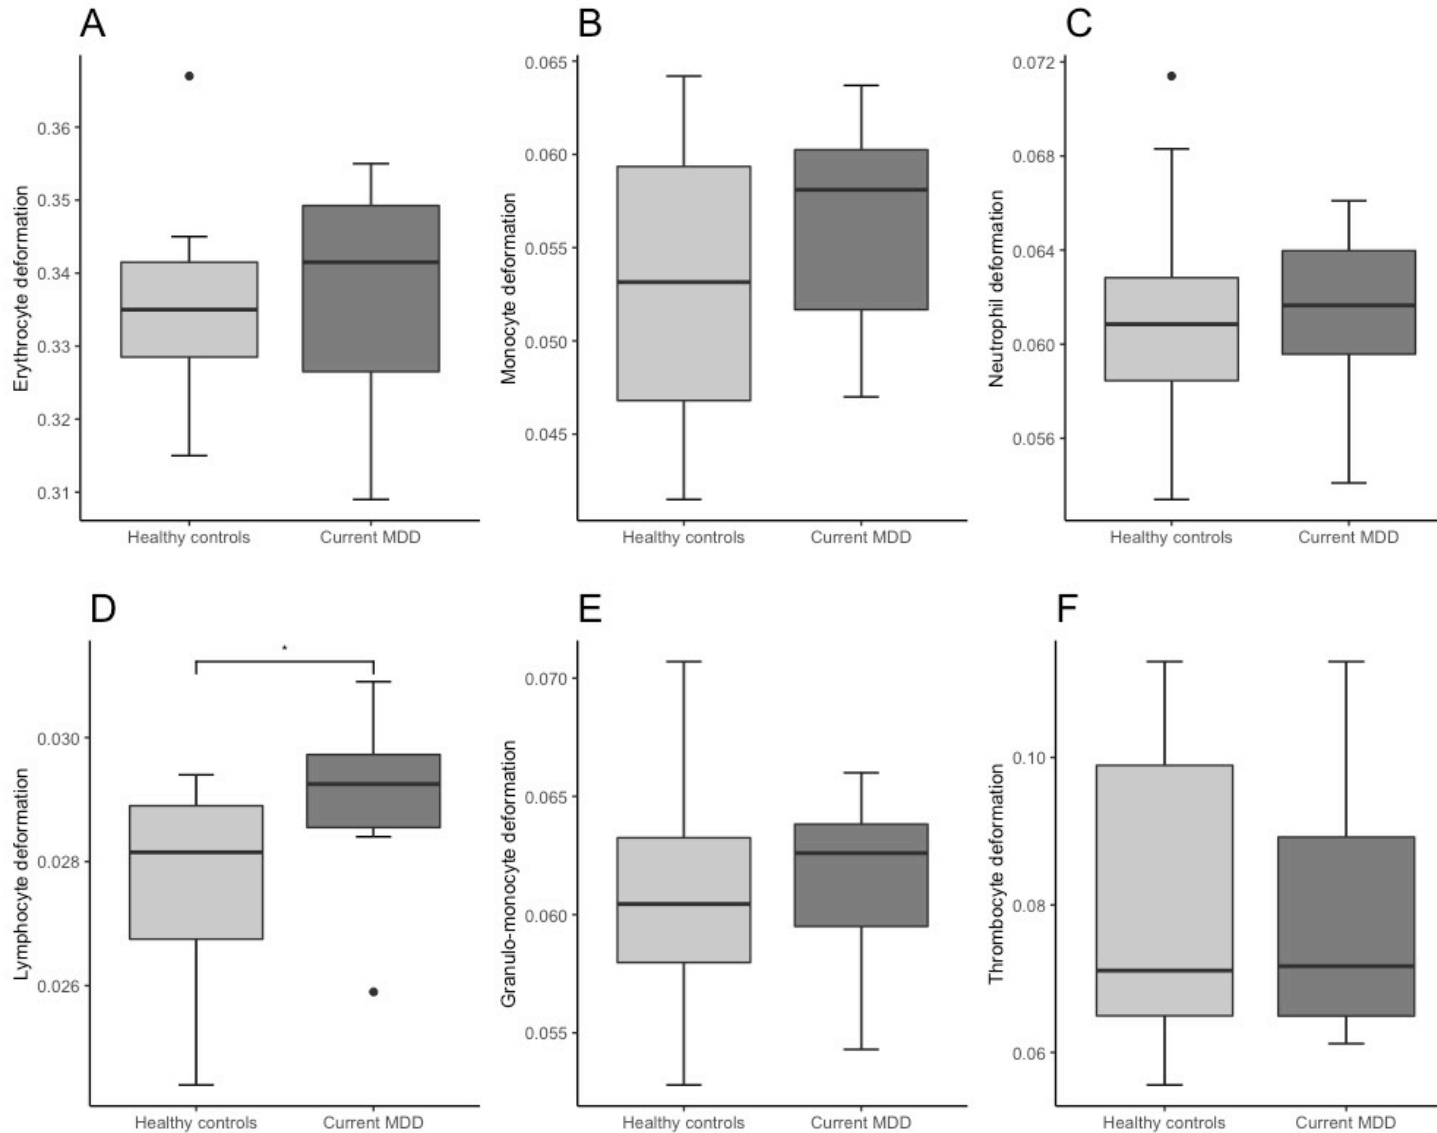 A
Erythrocyte deformation
0.36
0.35
0.34
0.33
0.32
0.31
Healthy controls
Current MDD
B
Monocyte deformation
0.065
0.060
0.055
0.050
0.045
Healthy controls
Current MDD
C
Neutrophil deformation
0.072
0.068
0.064
0.060
0.056
Healthy controls
Current MDD
D
Lymphocyte deformation
*
0.030
0.028
0.026
Healthy controls
Current MDD
E
Granulo-monocyte deformation
0.070
0.065
0.060
0.055
Healthy controls
Current MDD
F
Thrombocyte deformation
0.10
0.08
0.06
Healthy controls
Current MDD